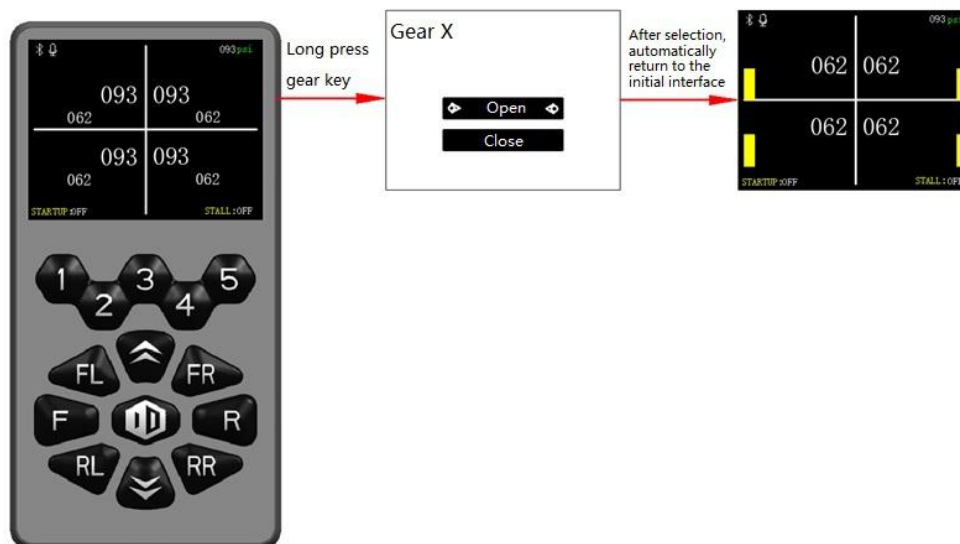 093psi
093 093
062 062
093 093
062 062
STARTUP:OFF STALL:OFF
1 2 3 4 5
FL FR
F R
RL RR
Long press
gear key
Gear X
Open
Close
After selection,
automatically
return to the
initial interface
093psi
062 062
062 062
STARTUP:OFF STALL:OFF